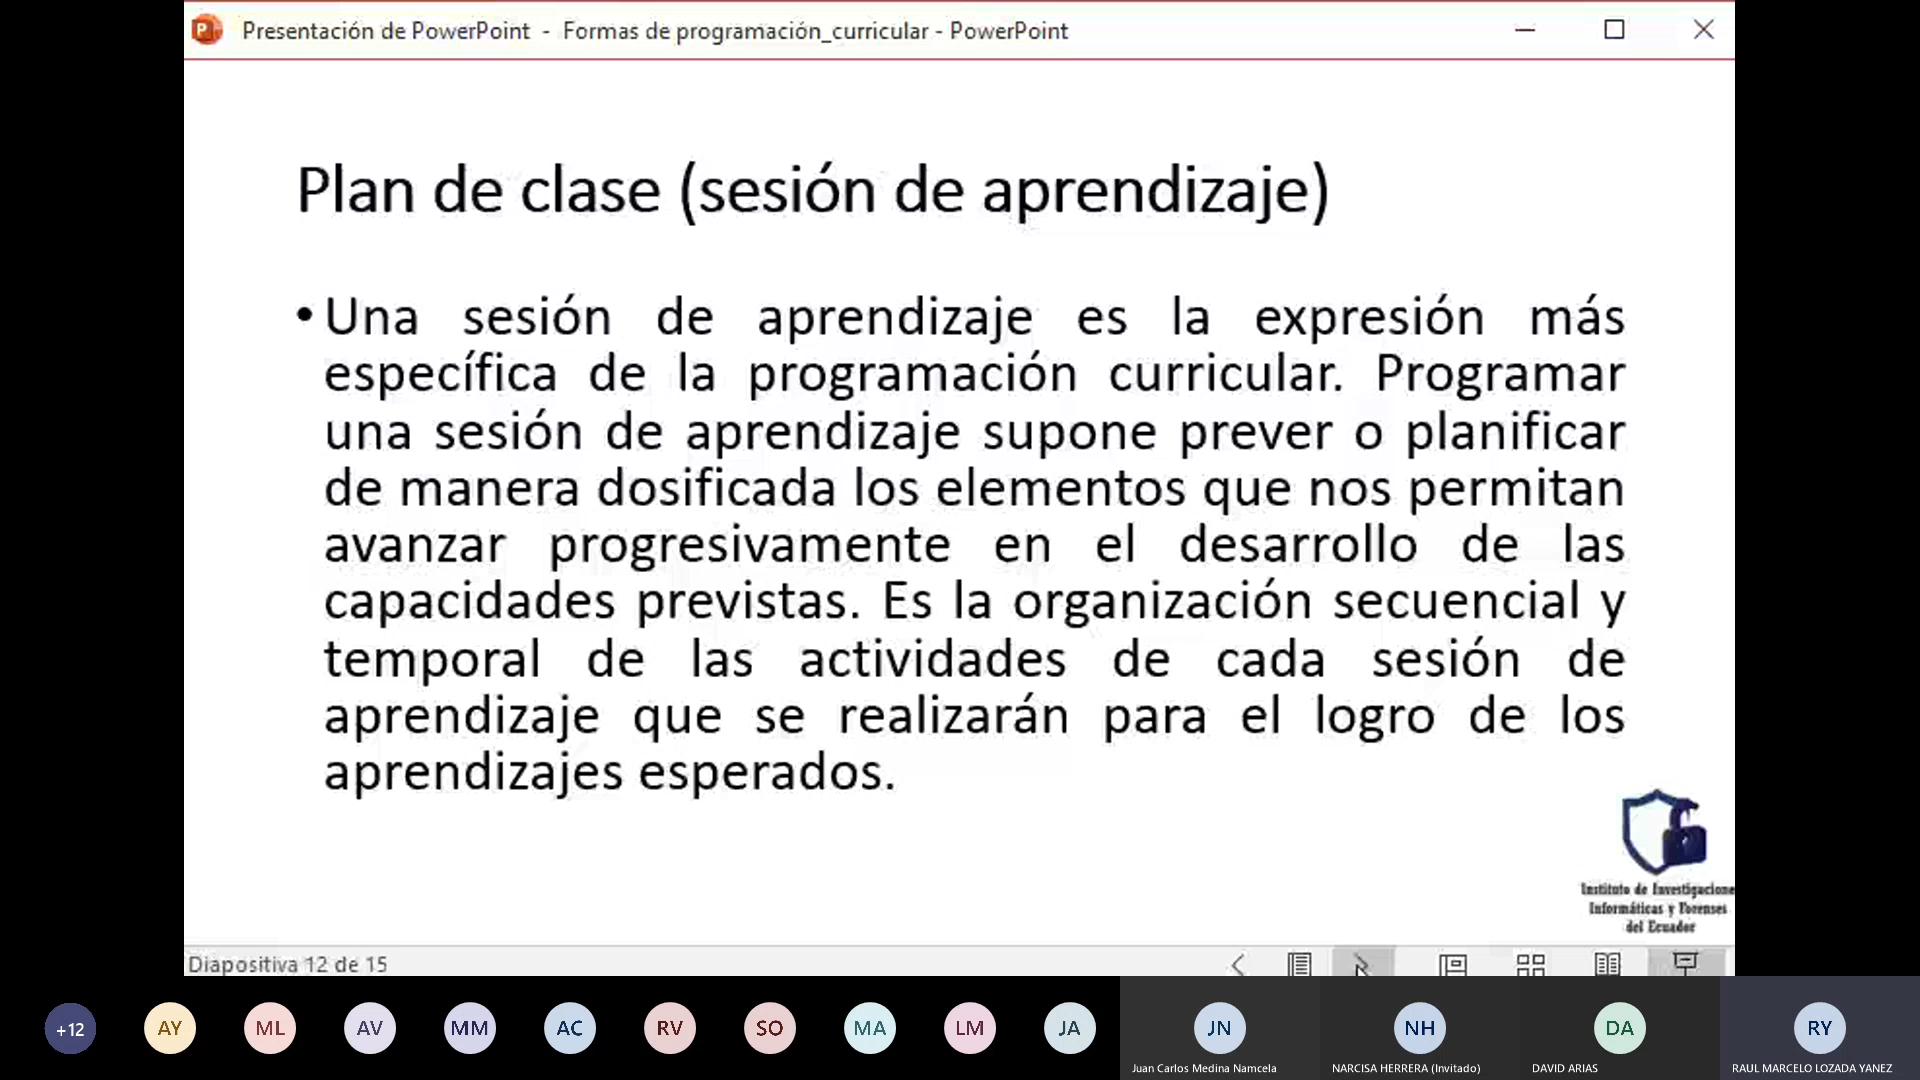 Presentación de PowerPoint - Formas de programación_curricular - PowerPoint
Plan de clase (sesión de aprendizaje)
• Una sesión de aprendizaje es la expresión más
específica de la programación curricular. Programar
una sesión de aprendizaje supone prever o planificar
de manera dosificada los elementos que nos permitan
avanzar progresivamente en el desarrollo de las
capacidades previstas. Es la organización secuencial y
temporal de las actividades de cada sesión de
aprendizaje que se realizarán para el logro de los
aprendizajes esperados.
Instituto de Investigacione
Informáticas y Forenses
del Ecuador
Diapositiva 12 de 15
+12 AY ML AV MM AC RV SO MA LM JA JN NH DA RY
Juan Carlos Medina Namcela NARCISA HERRERA (Invitado) DAVID ARIAS RAUL MARCELO LOZADA YANEZ